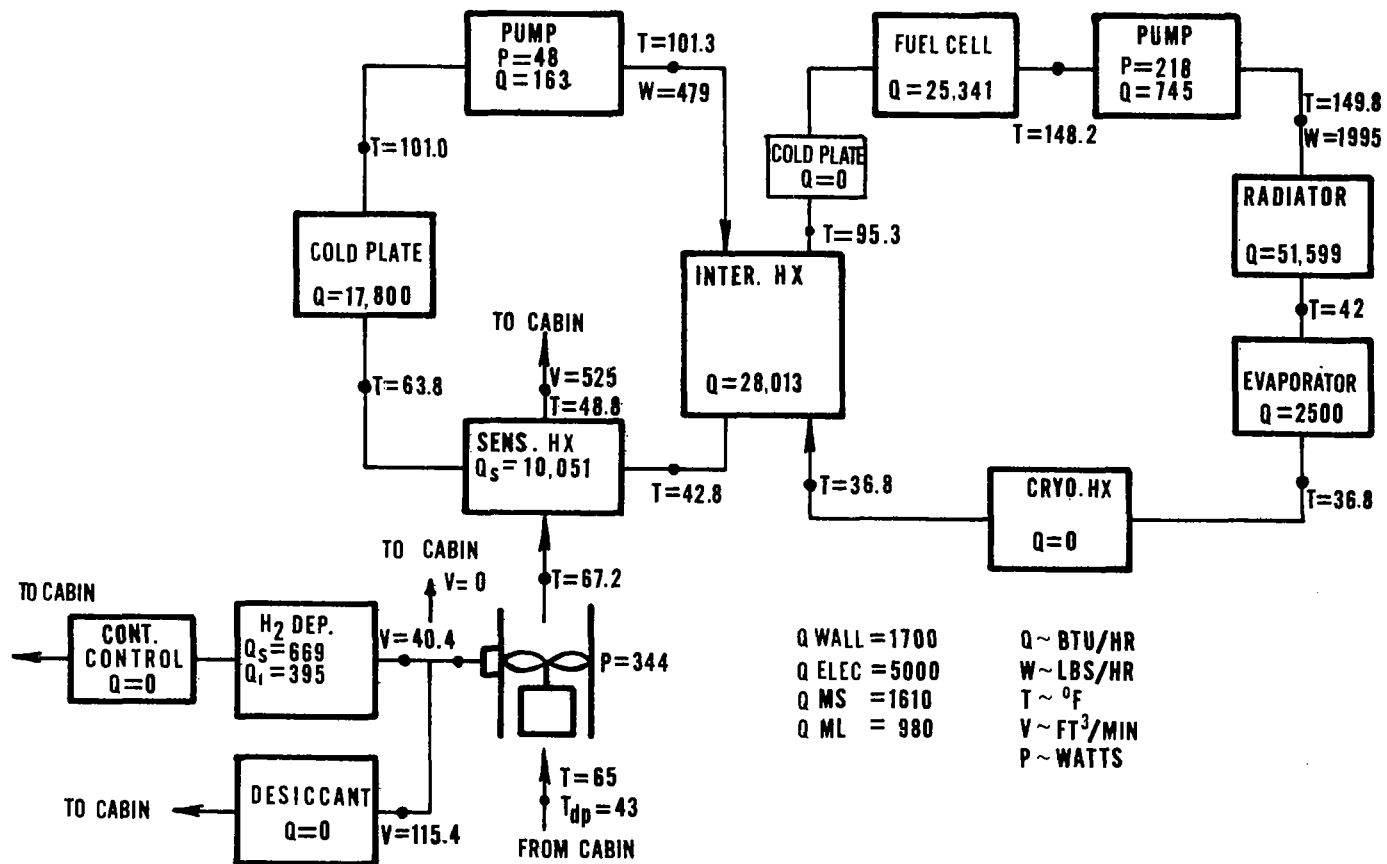 PUMP
P=48
Q=163
T=101.3
W=479
T=101.0
COLD PLATE
Q=17,800
T=63.8
TO CABIN
V=525
T=48.8
SENS. HX
Qs=10,051
T=42.8
INTER. HX
Q=28,013
T=95.3
COLD PLATE
Q=0
FUEL CELL
Q=25,341
T=148.2
PUMP
P=218
Q=745
T=149.8
W=1995
RADIATOR
Q=51,599
T=42
EVAPORATOR
Q=2500
T=36.8
CRYO. HX
Q=0
T=36.8
TO CABIN
V=0
T=67.2
TO CABIN
CONT.
CONTROL
Q=0
H2 DEP.
Qs=669
Ql=395
V=40.4
P=344
TO CABIN
DESICCANT
Q=0
V=115.4
T=65
Tdp=43
FROM CABIN
Q WALL =1700
Q ELEC =5000
Q MS =1610
Q ML = 980
Q~BTU/HR
W~LBS/HR
T~ °F
V~FT³/MIN
P~WATTS